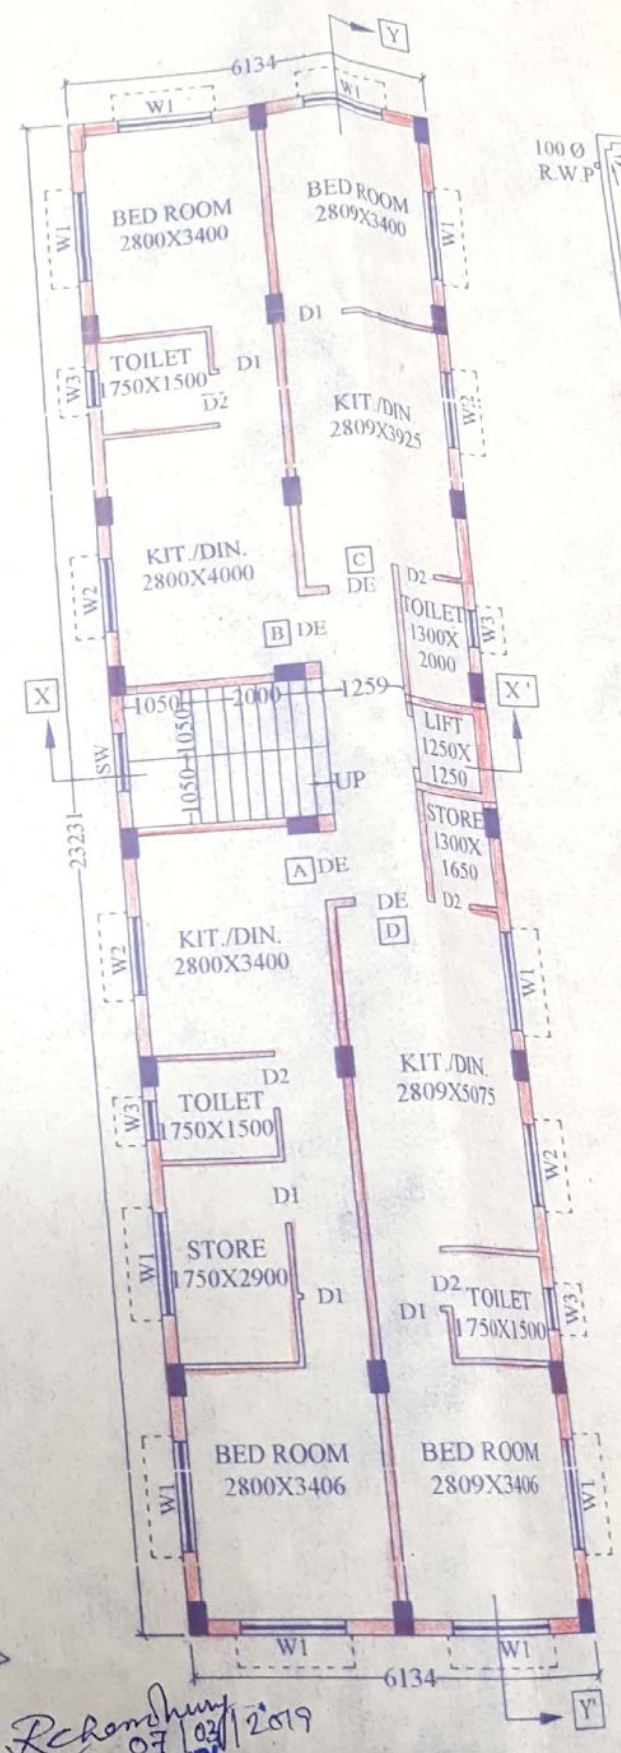 Y
6134
W1
W1
100 Ø
R.W.P
BED ROOM
2800X3400
BED ROOM
2809X3400
W1
W1
D1
TOILET
1750X1500
D1
D2
W3
KIT./DIN.
2809X3925
W2
KIT./DIN.
2800X4000
W2
C
DE
D2
TOILET
1300X
2000
W3
B DE
X
1050
2000
1259
X'
LIFT
1250X
1250
SW
1050
1050
UP
23231
STORE
1300X
1650
A DE
DE
D
D2
KIT./DIN.
2800X3400
W2
W1
D2
TOILET
1750X1500
W3
KIT./DIN.
2809X5075
W2
D1
STORE
1750X2900
W1
D1
D2
D1
TOILET
1750X1500
W3
BED ROOM
2800X3406
BED ROOM
2809X3406
W1
W1
W1
W1
6134
Y'
07/03/2019